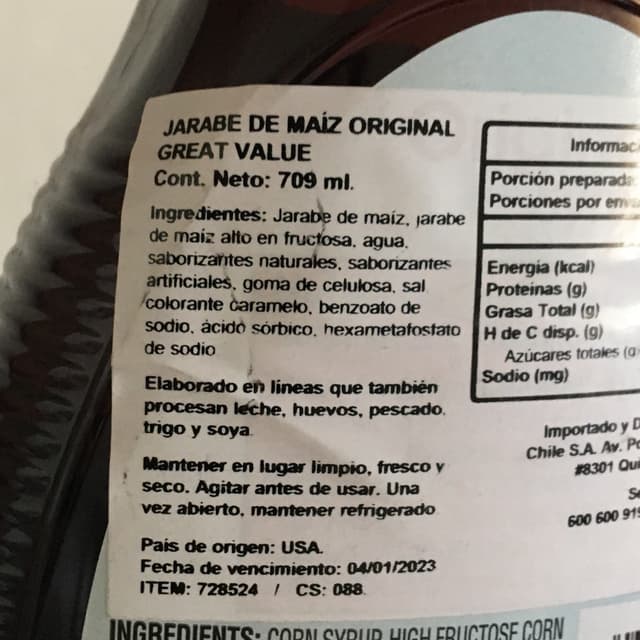 JARABE DE MAÍZ ORIGINAL
GREAT VALUE
Cont. Neto: 709 ml.
Ingredientes: Jarabe de maíz, jarabe
de maíz alto en fructosa, agua,
saborizantes naturales, saborizantes
artificiales, goma de celulosa, sal,
colorante caramelo, benzoato de
sodio, ácido sórbico, hexametafosfato
de sodio
Elaborado en líneas que también
procesan leche, huevos, pescado,
trigo y soya.
Mantener en lugar limpio, fresco y
seco. Agitar antes de usar. Una
vez abierto, mantener refrigerado
País de origen: USA.
Fecha de vencimiento: 04/01/2023
ITEM: 728524 / CS: 088.
Porción preparada
Porciones por
Energía (kcal)
Proteínas (g)
Grasa Total (g)
H de C disp. (g)
Azúcares totales
Sodio (mg)
Importado y
Chile S.A. Av.
#8301
600 600
INGREDIENTS: CORN SYRUP, HIGH FRUCTOSE CORN